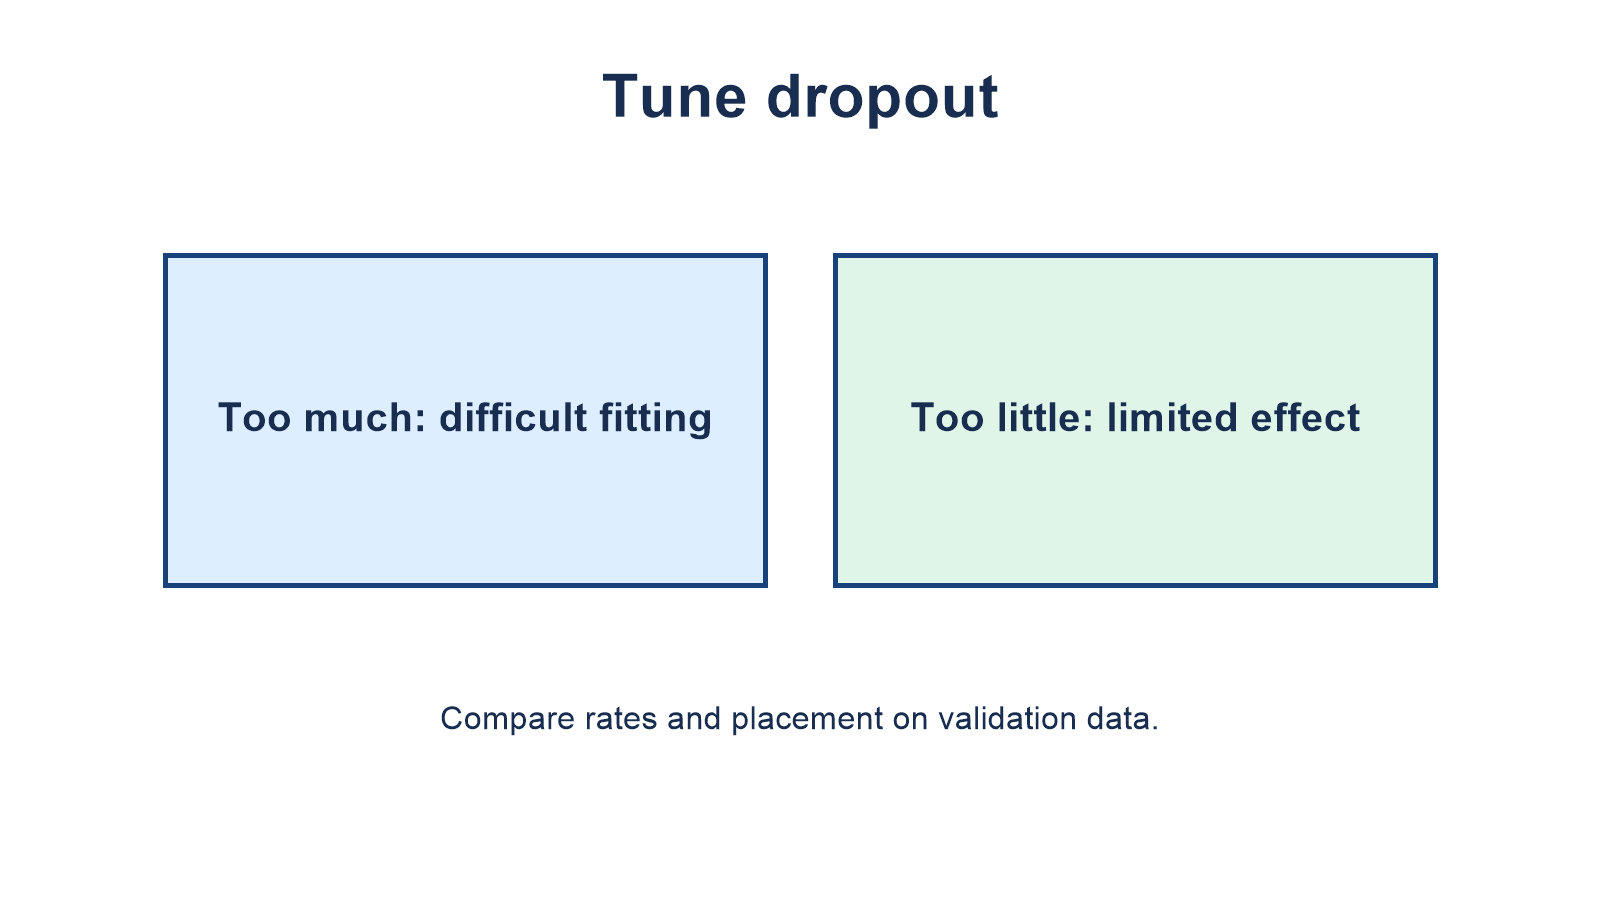 Tune dropout
Too much: difficult fitting
Too little: limited effect
Compare rates and placement on validation data.